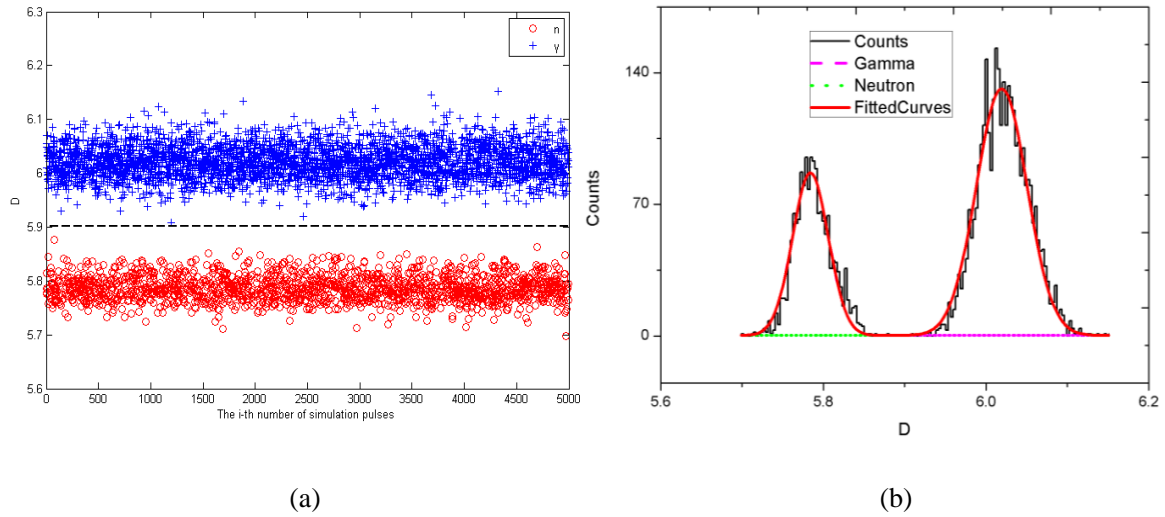 6.3
6.2
6.1
6.0
5.9
5.8
5.7
5.6
D
0 500 1000 1500 2000 2500 3000 3500 4000 4500 5000
The i-th number of simulation pulses
n
γ
(a)
140
70
0
Counts
Counts
Gamma
Neutron
FittedCurves
5.6 5.8 6.0 6.2
D
(b)